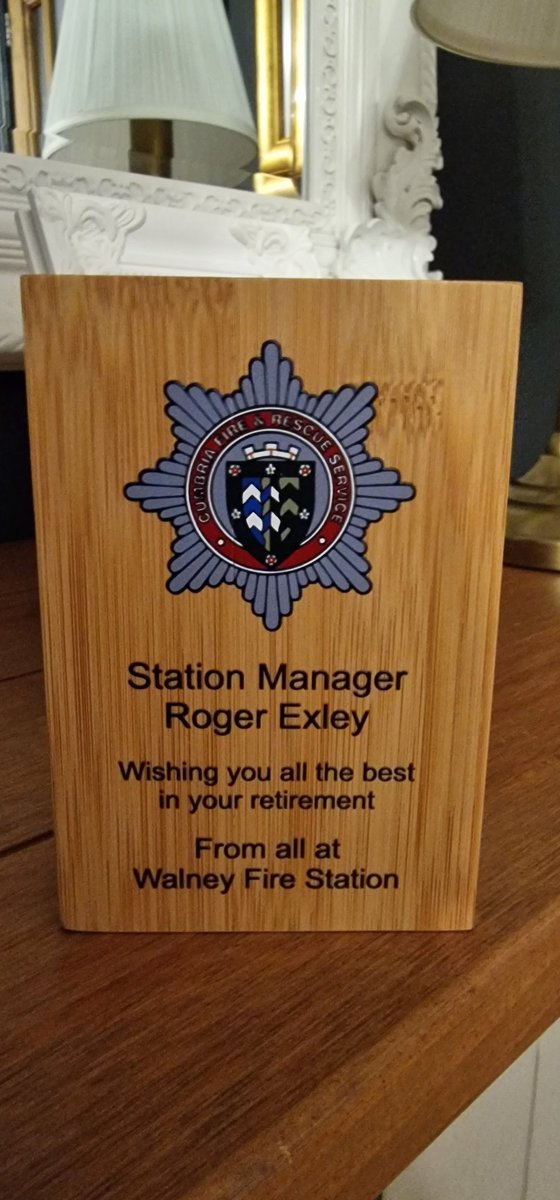 CUMBRIA FIRE & RESCUE SERVICE
Station Manager
Roger Exley
Wishing you all the best
in your retirement
From all at
Walney Fire Station